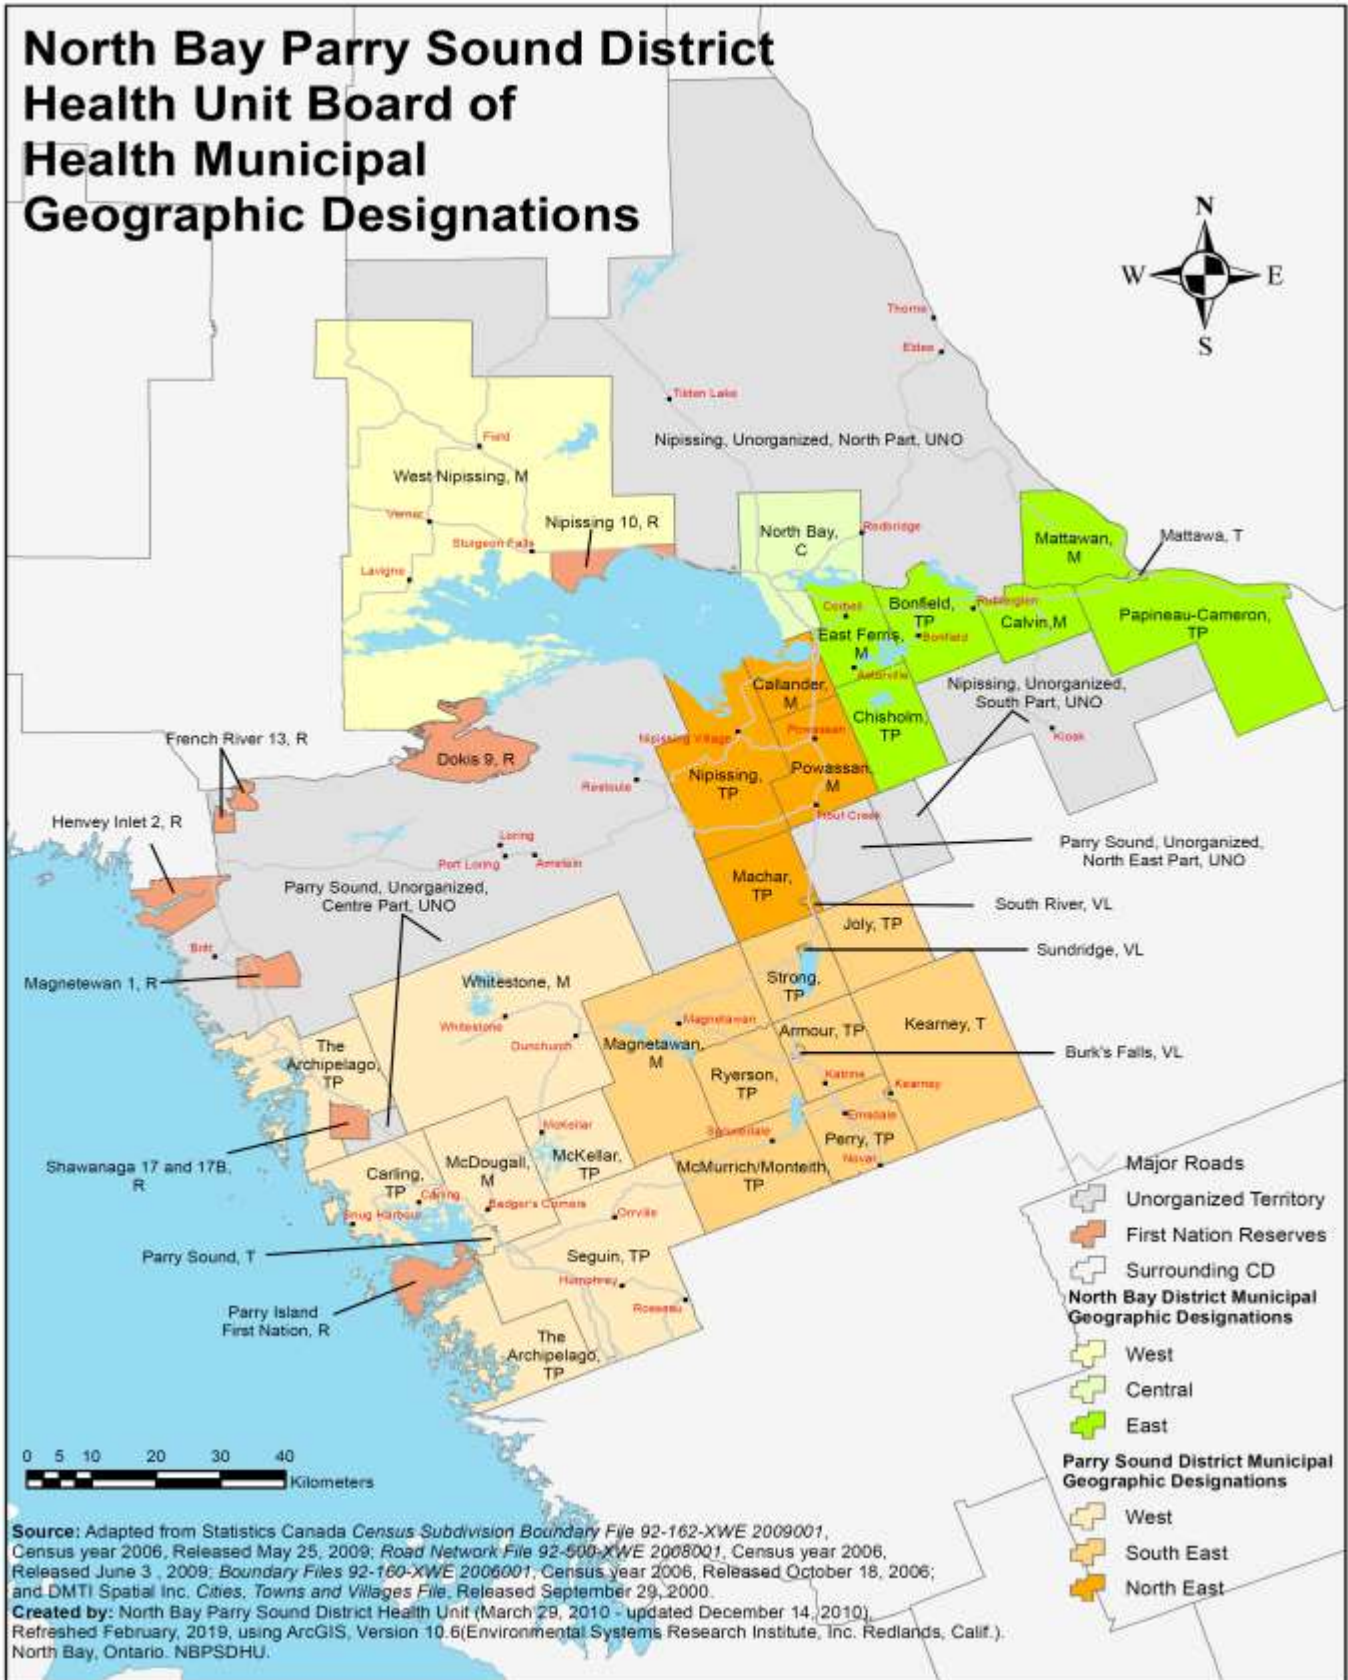 North Bay Parry Sound District
Health Unit Board of
Health Municipal
Geographic Designations
N
W
E
S
Thorne
Eldee
Tilden Lake
Nipissing, Unorganized, North Part, UNO
Field
West Nipissing, M
Verner
Nipissing 10, R
Sturgeon Falls
Lavigne
North Bay,
C
Redbridge
Mattawan,
M
Mattawa, T
Corbeil
Bonfield,
TP
Rutherglen
Calvin,M
Papineau-Cameron,
TP
East Ferris,
M
Bonfield
Astorville
Callander,
M
Nipissing, Unorganized,
South Part, UNO
Chisholm,
TP
Kiosk
French River 13, R
Dokis 9, R
Nipissing Village
Powassan
Nipissing,
TP
Powassan,
M
Restoule
Trout Creek
Henvey Inlet 2, R
Loring
Port Loring
Arnstein
Parry Sound, Unorganized,
North East Part, UNO
Parry Sound, Unorganized,
Centre Part, UNO
Machar,
TP
South River, VL
Joly, TP
Britt
Sundridge, VL
Magnetewan 1, R
Whitestone, M
Strong,
TP
Whitestone
Magnetawan
Dunchurch
Armour, TP
Kearney, T
The
Archipelago,
TP
Magnetawan,
M
Burk's Falls, VL
Ryerson,
TP
Katrine
Kearney
Emsdale
McKellar
Sprucedale
Perry, TP
Novar
Shawanaga 17 and 17B,
R
Carling,
TP
McDougall,
M
McKellar,
TP
McMurrich/Monteith,
TP
Carling
Badger's Corners
Snug Harbour
Orrville
Parry Sound, T
Seguin, TP
Humphrey
Rosseau
Parry Island
First Nation, R
The
Archipelago,
TP
Major Roads
Unorganized Territory
First Nation Reserves
Surrounding CD
North Bay District Municipal
Geographic Designations
West
Central
East
Parry Sound District Municipal
Geographic Designations
West
South East
North East
0 5 10 20 30 40
Kilometers
Source: Adapted from Statistics Canada Census Subdivision Boundary File 92-162-XWE 2009001,
Census year 2006, Released May 25, 2009; Road Network File 92-500-XWE 2008001, Census year 2006,
Released June 3 , 2009; Boundary Files 92-160-XWE 2006001, Census year 2006, Released October 18, 2006;
and DMTI Spatial Inc. Cities, Towns and Villages File, Released September 29, 2000.
Created by: North Bay Parry Sound District Health Unit (March 29, 2010 - updated December 14, 2010).
Refreshed February, 2019, using ArcGIS, Version 10.6(Environmental Systems Research Institute, Inc. Redlands, Calif.).
North Bay, Ontario. NBPSDHU.